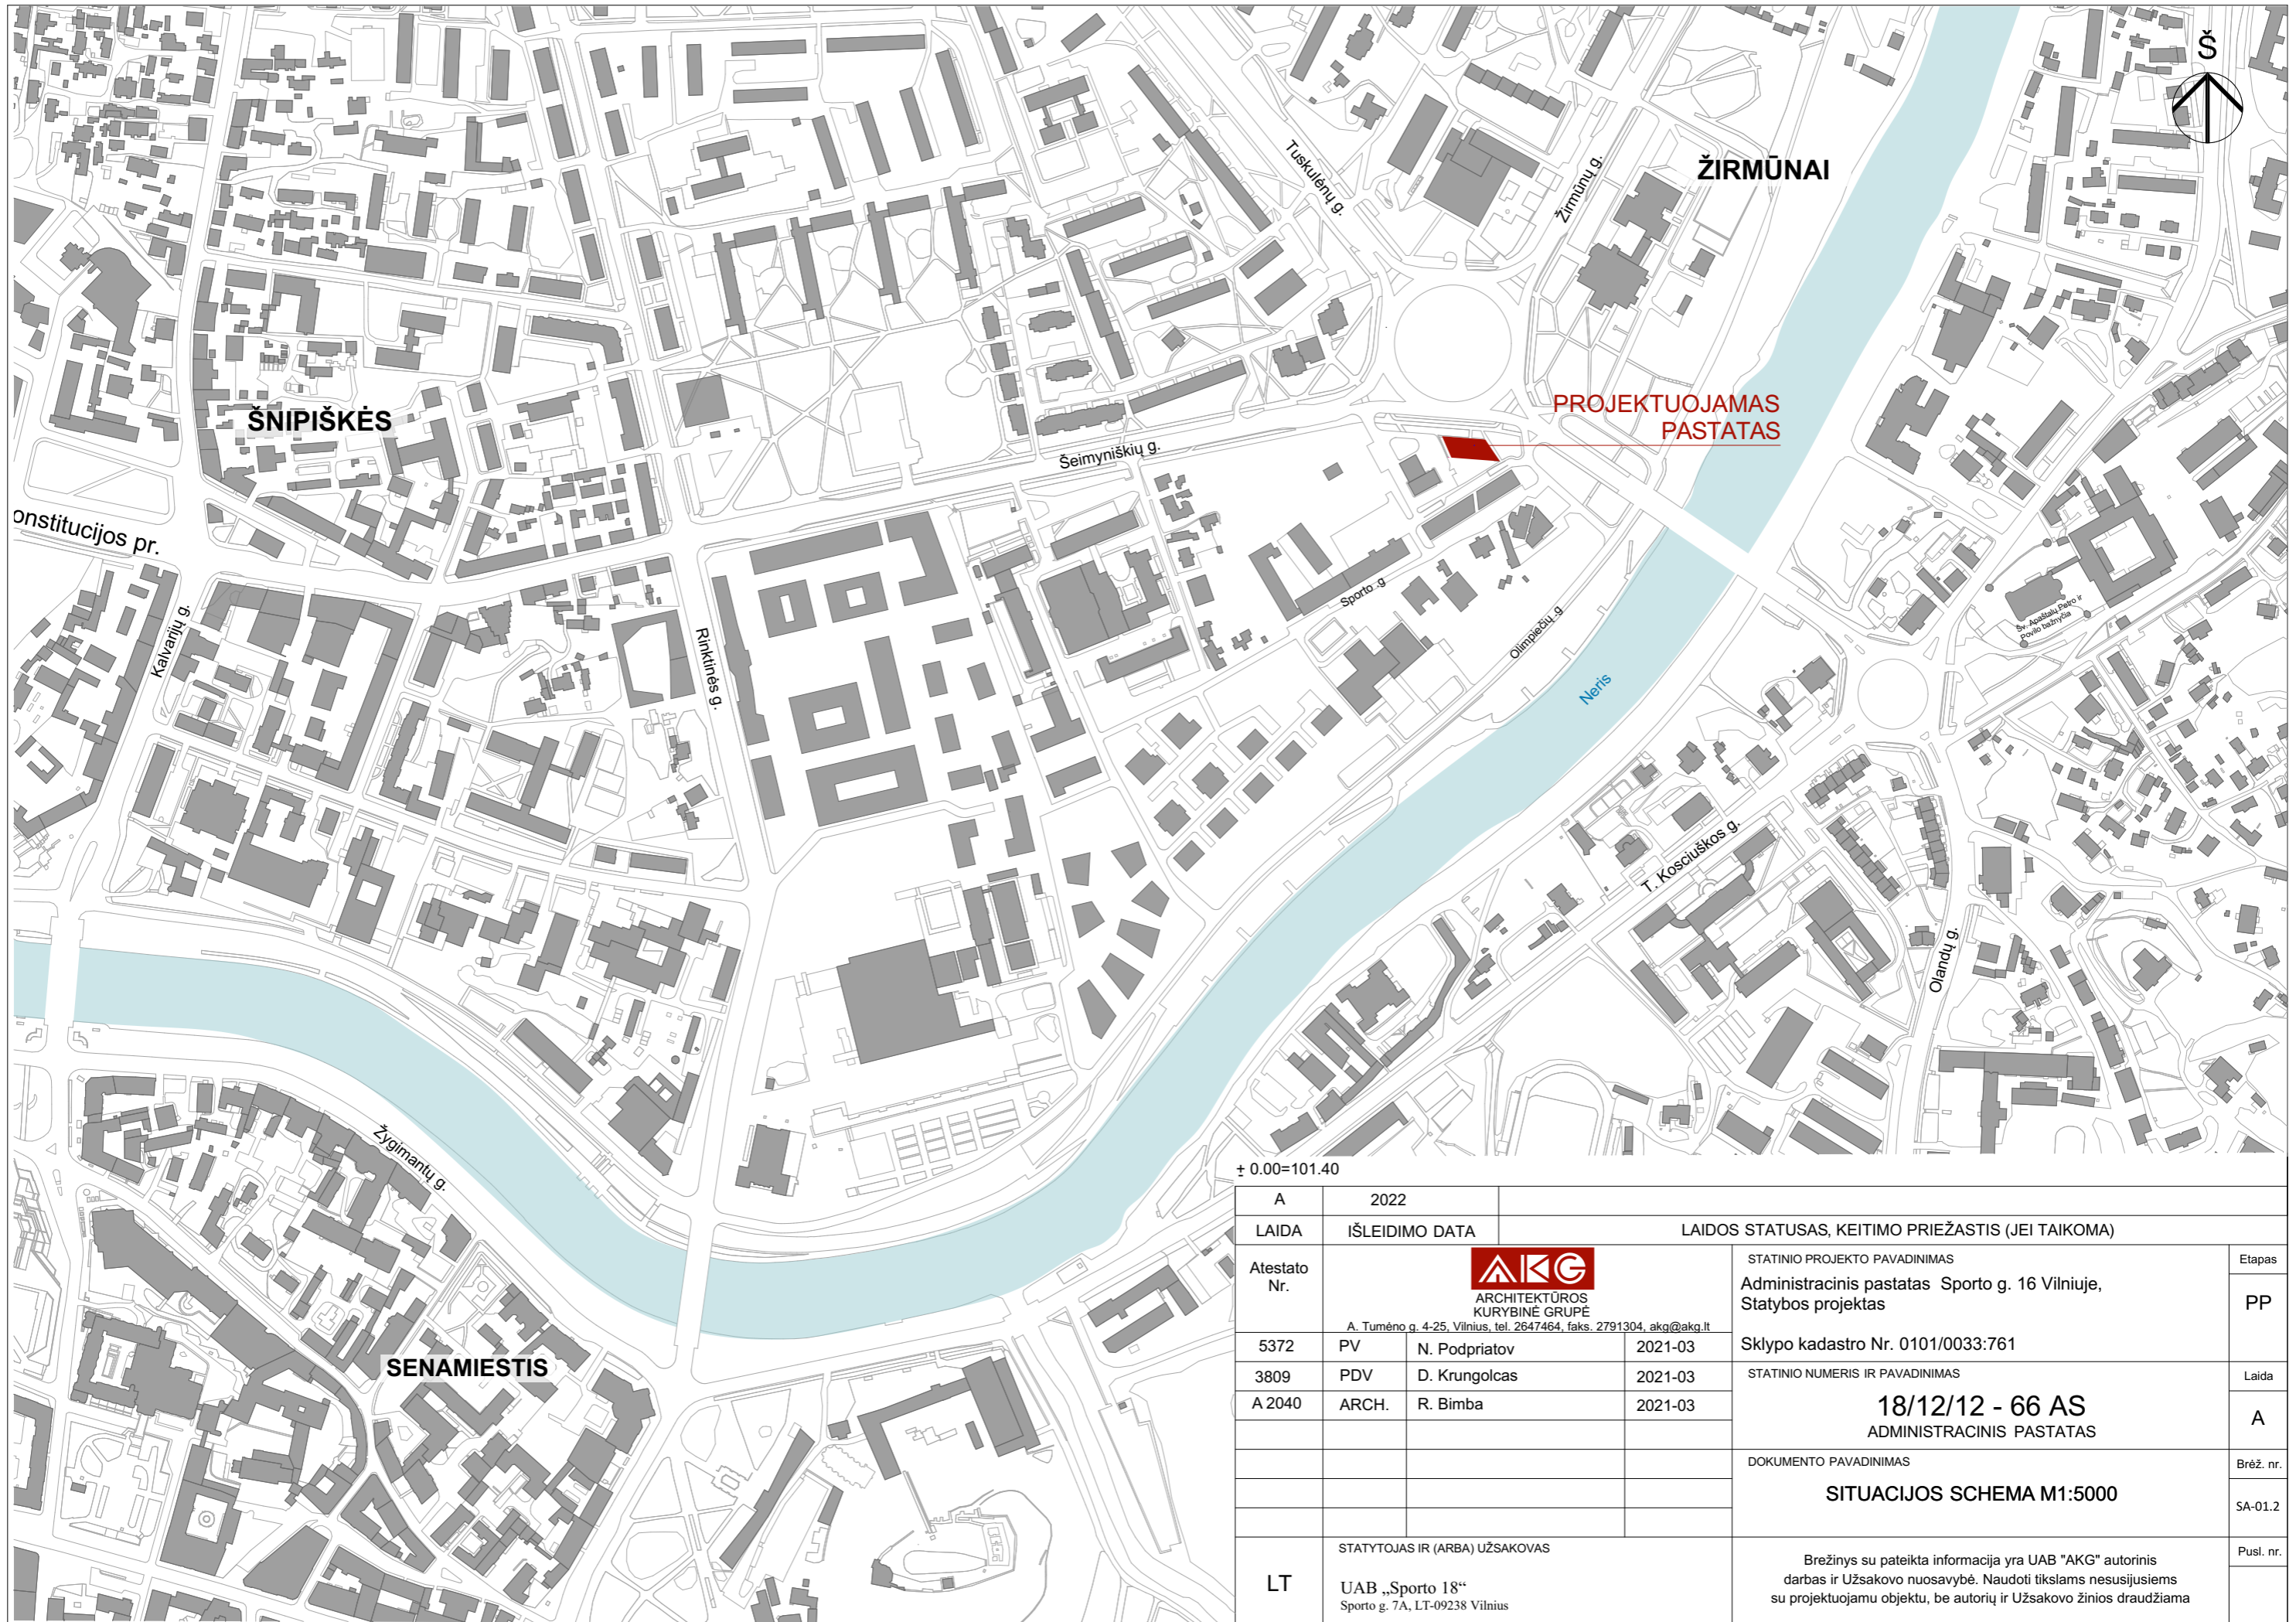 Š
ŽIRMŪNAI
Tuskulėnų g.
Žirmūnų g.
PROJEKTUOJAMAS
PASTATAS
ŠNIPIŠKĖS
Šeimyniškių g.
onstitucijos pr.
Kalvarijų g.
Rinktinės g.
Sporto .g
Olimpiečių .g
Šv. Apaštalų Petro ir
Povilo bažnyčia
Neris
T. Kosciuškos g.
Olandų g.
Žygimantų g.
SENAMIESTIS
± 0.00=101.40
A 2022
LAIDA IŠLEIDIMO DATA LAIDOS STATUSAS, KEITIMO PRIEŽASTIS (JEI TAIKOMA)
Atestato
Nr.
AKG
ARCHITEKTŪROS
KURYBINĖ GRUPĖ
A. Tumėno g. 4-25, Vilnius, tel. 2647464, faks. 2791304, akg@akg.lt
STATINIO PROJEKTO PAVADINIMAS
Administracinis pastatas Sporto g. 16 Vilniuje,
Statybos projektas
Sklypo kadastro Nr. 0101/0033:761
Etapas
PP
5372 PV N. Podpriatov 2021-03
3809 PDV D. Krungolcas 2021-03
A 2040 ARCH. R. Bimba 2021-03
STATINIO NUMERIS IR PAVADINIMAS
18/12/12 - 66 AS
ADMINISTRACINIS PASTATAS
Laida
A
DOKUMENTO PAVADINIMAS
SITUACIJOS SCHEMA M1:5000
Brėž. nr.
SA-01.2
LT
STATYTOJAS IR (ARBA) UŽSAKOVAS
UAB „Sporto 18“
Sporto g. 7A, LT-09238 Vilnius
Brežinys su pateikta informacija yra UAB "AKG" autorinis
darbas ir Užsakovo nuosavybė. Naudoti tikslams nesusijusiems
su projektuojamu objektu, be autorių ir Užsakovo žinios draudžiama
Pusl. nr.